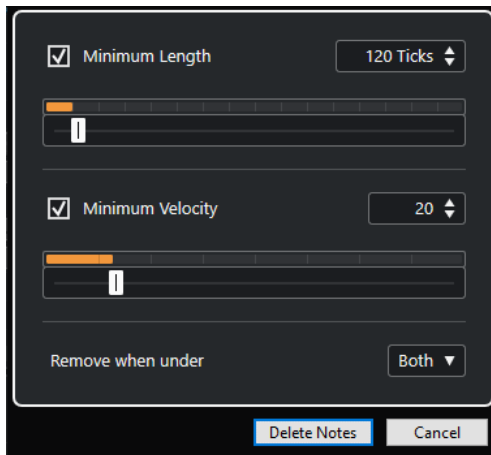 Minimum Length 120 Ticks
Minimum Velocity 20
Remove when under Both
Delete Notes Cancel